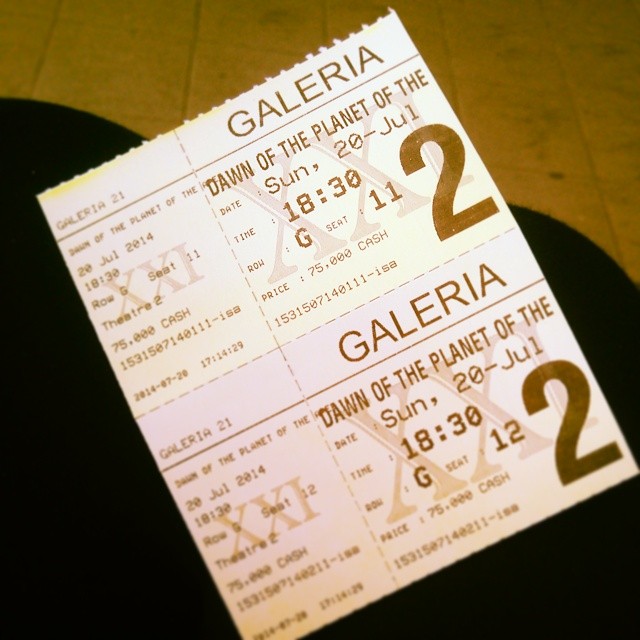 GALERIA 21
DAWN OF THE PLANET OF THE
20 Jul 2014
18:30
Row G Seat 11
Theatre 2
75,000 CASH
1531507140111-isa
2014-07-20 17:14:29
XXI
GALERIA
DAWN OF THE PLANET OF THE
DATE : Sun, 20-Jul
TIME : 18:30
ROW : G SEAT : 11
PRICE : 75,000 CASH
1531507140111-isa
2
XXI
GALERIA 21
DAWN OF THE PLANET OF THE
20 Jul 2014
18:30
Row G Seat 12
Theatre 2
75,000 CASH
1531507140211-isa
2014-07-20 17:14:29
XXI
GALERIA
DAWN OF THE PLANET OF THE
DATE : Sun, 20-Jul
TIME : 18:30
ROW : G SEAT : 12
PRICE : 75,000 CASH
1531507140211-isa
2
XXI